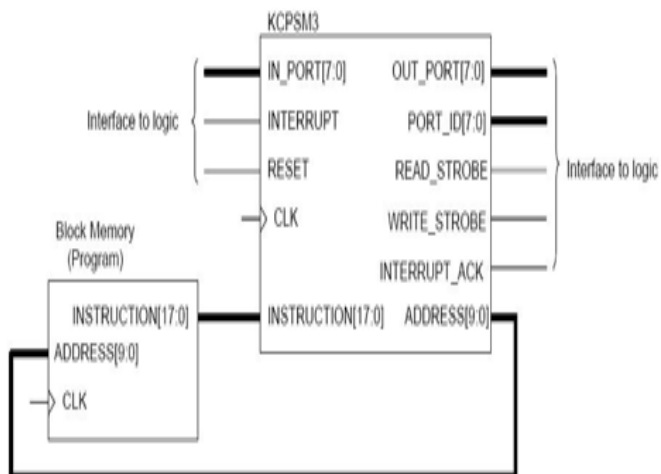 KCPSM3
IN_PORT[7:0] OUT_PORT[7:0]
Interface to logic
INTERRUPT PORT_ID[7:0]
RESET READ_STROBE
Interface to logic
CLK WRITE_STROBE
INTERRUPT_ACK
INSTRUCTION[17:0] ADDRESS[9:0]
Block Memory
(Program)
INSTRUCTION[17:0]
ADDRESS[9:0]
CLK